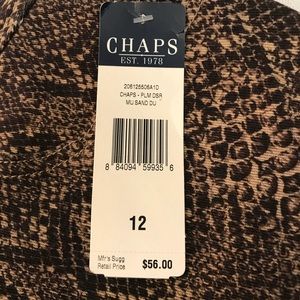 CHAPS
EST. 1978
206125506A1D
CHAPS - PLM DSR
MU SAND DU
8 84094 59935 6
12
Mfr's Sugg
Retail Price $56.00